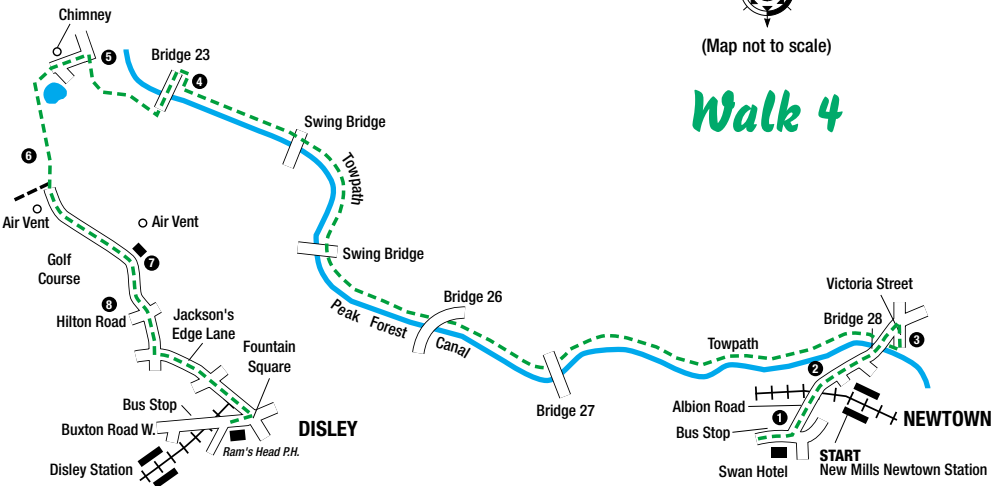 Chimney
5
Bridge 23
4
(Map not to scale)
Walk 4
Swing Bridge
Towpath
6
Air Vent
Air Vent
Golf
Course
7
Swing Bridge
8
Hilton Road
Jackson's
Edge Lane
Peak Forest
Canal
Bridge 26
Victoria Street
Bridge 28
3
Towpath
2
Fountain
Square
Bus Stop
Buxton Road W.
DISLEY
Ram's Head P.H.
Disley Station
Bridge 27
Albion Road
1
Bus Stop
NEWTOWN
Swan Hotel
START
New Mills Newtown Station